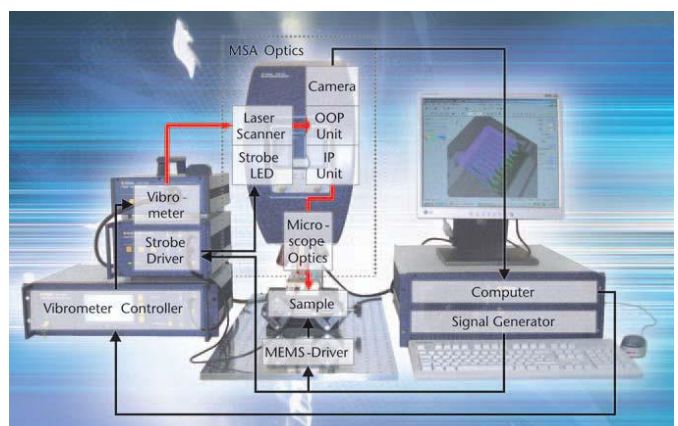 MSA Optics
Camera
Laser
Scanner
OOP
Unit
Strobe
LED
IP
Unit
Vibro-
meter
Strobe
Driver
Micro-
scope
Optics
Vibrometer Controller
Sample
Computer
Signal Generator
MEMS-Driver